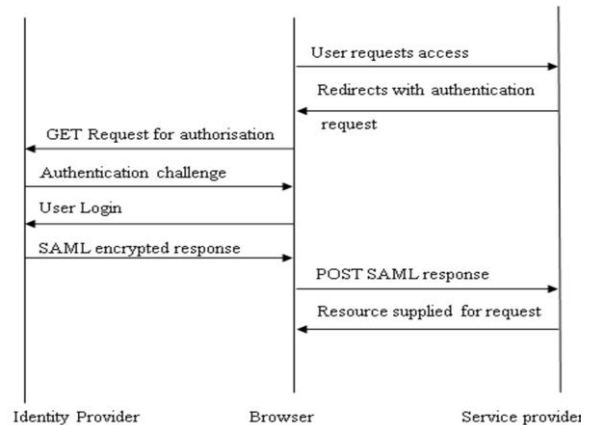 User requests access
Redirects with authentication
request
GET Request for authorisation
Authentication challenge
User Login
SAML encrypted response
POST SAML response
Resource supplied for request
Identity Provider
Browser
Service provider